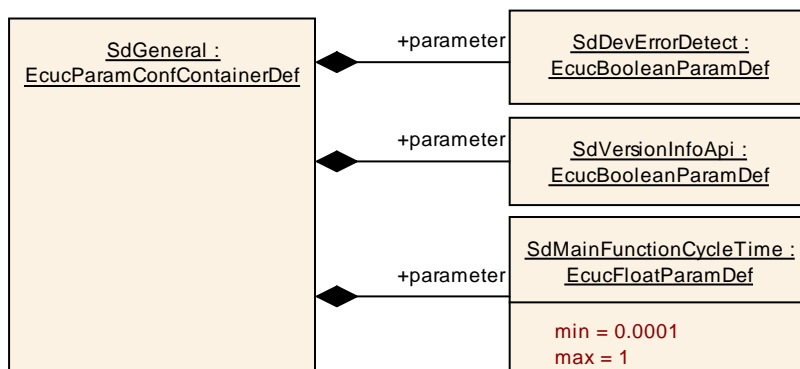 SdGeneral :
EcucParamConfContainerDef
+parameter
SdDevErrorDetect :
EcucBooleanParamDef
+parameter
SdVersionInfoApi :
EcucBooleanParamDef
+parameter
SdMainFunctionCycleTime :
EcucFloatParamDef
min = 0.0001
max = 1